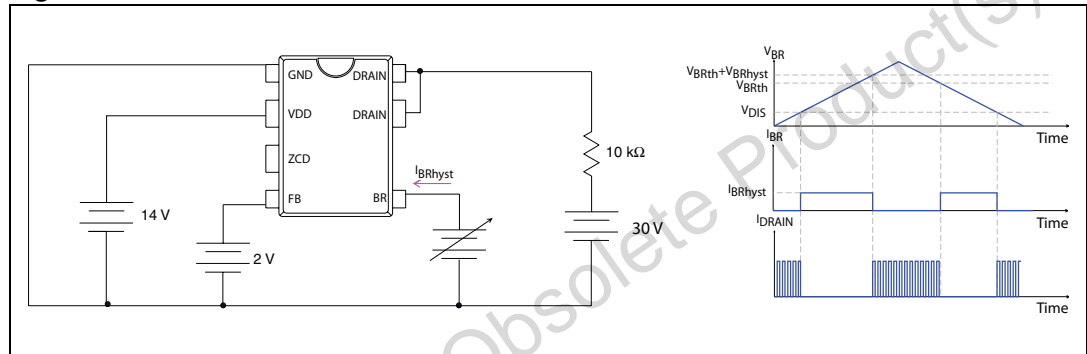 GND
DRAIN
VDD
DRAIN
ZCD
FB
BR
IBRhyst
14 V
2 V
10 kΩ
30 V
VBR
VBRth+VBRhyst
VBRth
VDIS
Time
IBR
IBRhyst
Time
IDRAIN
Time
Obsolete Product(s)